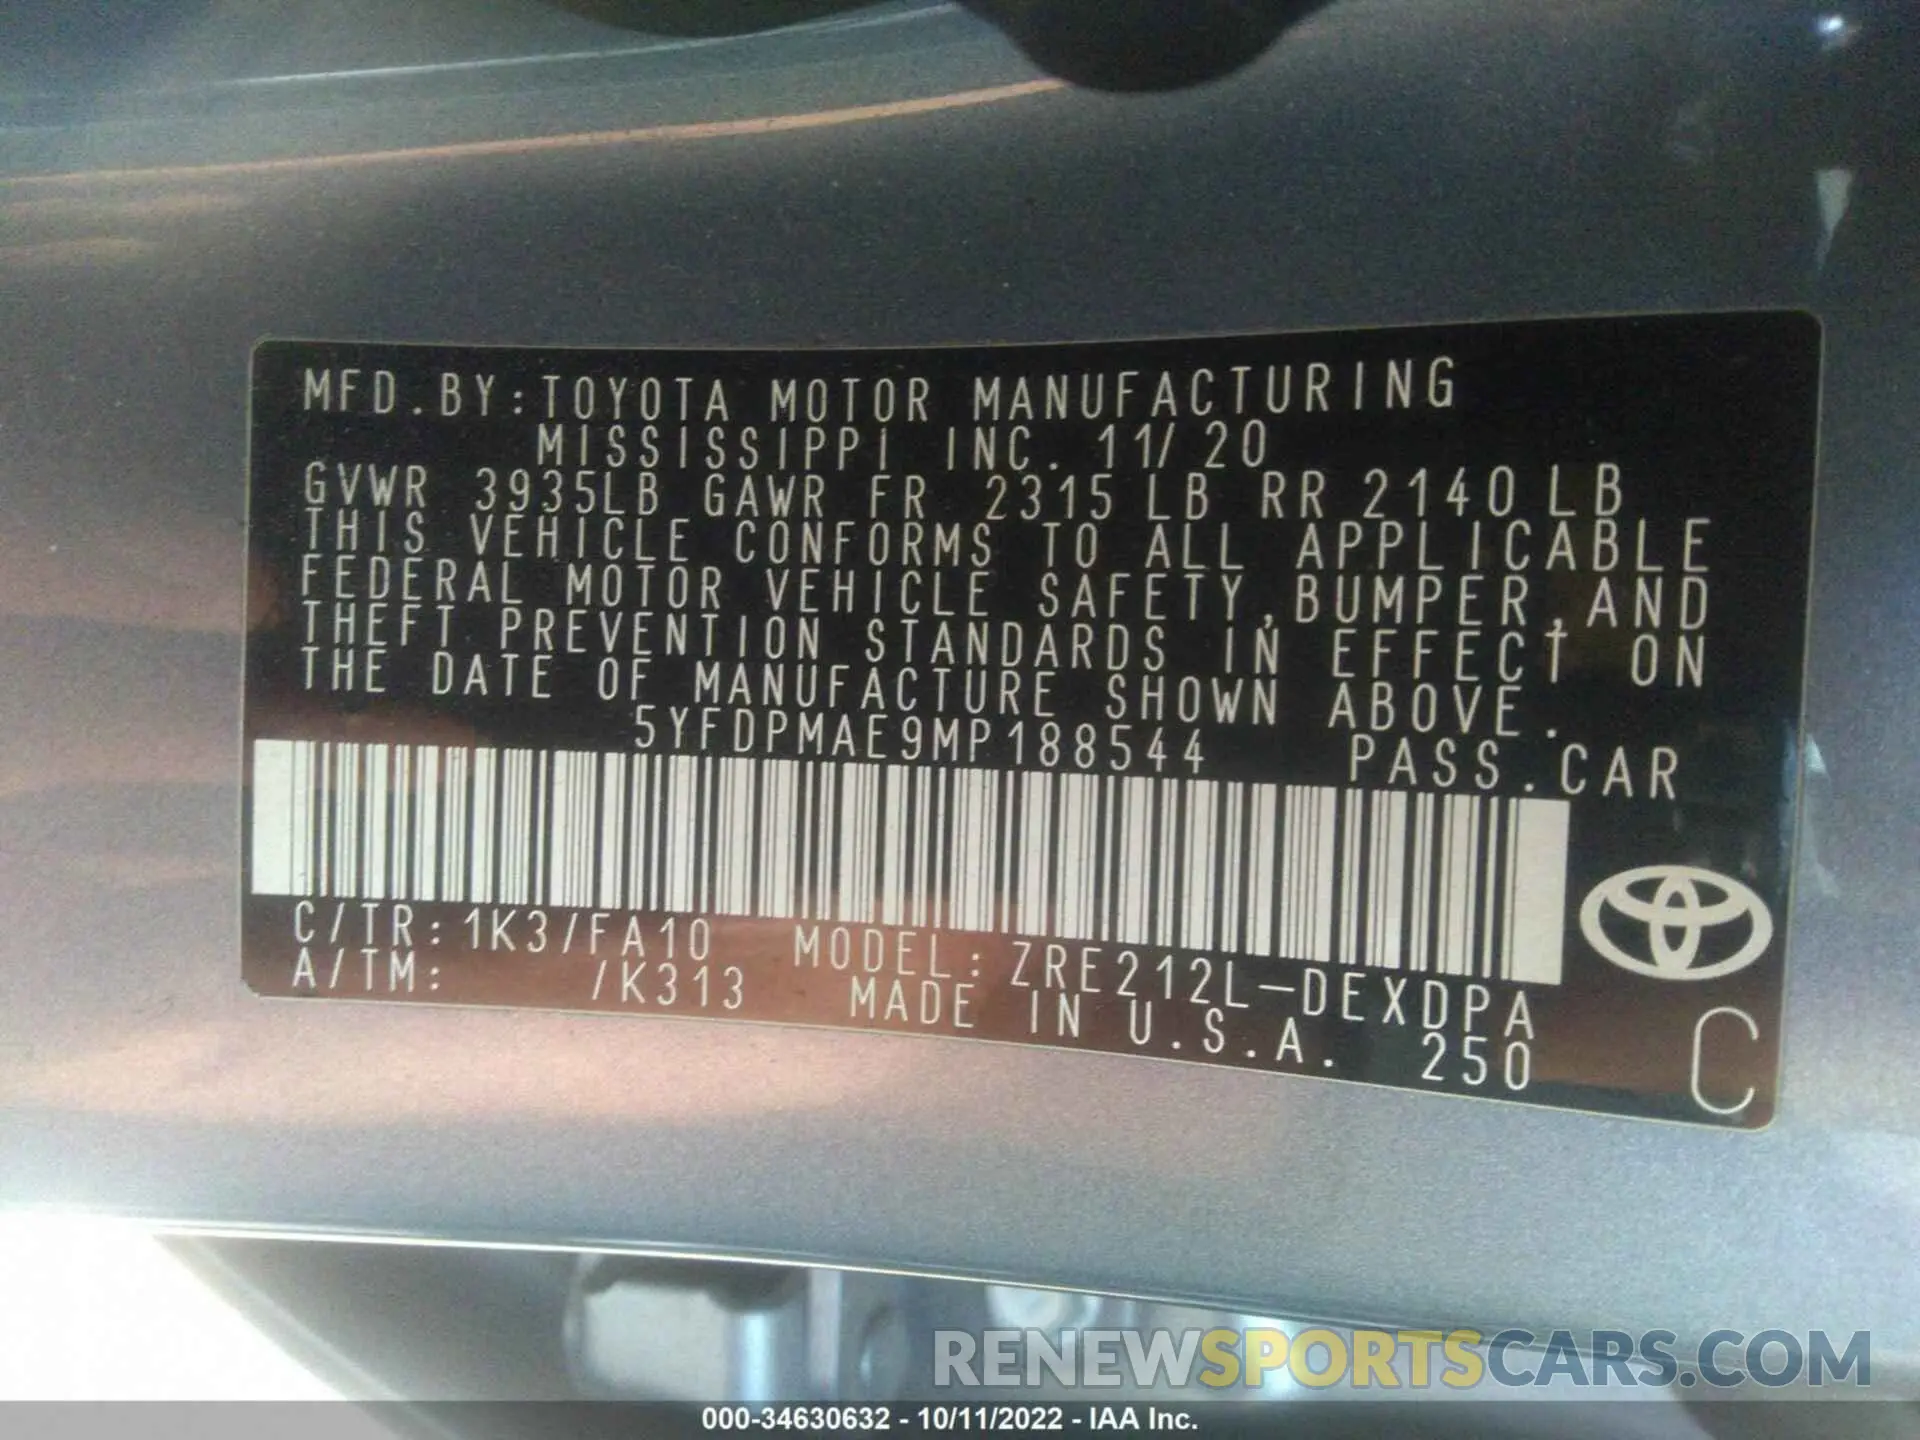 MFD.BY:TOYOTA MOTOR MANUFACTURING
MISSISSIPPI INC. 11/20
GVWR 3935LB GAWR FR 2315 LB RR 2140 LB
THIS VEHICLE CONFORMS TO ALL APPLICABLE
FEDERAL MOTOR VEHICLE SAFETY,BUMPER,AND
THEFT PREVENTION STANDARDS IN EFFECT ON
THE DATE OF MANUFACTURE SHOWN ABOVE.
5YFDPMAE9MP188544 PASS.CAR
C/TR:1K3/FA10 MODEL:ZRE212L-DEXDPA
A/TM: /K313 MADE IN U.S.A. 250
C
RENEWSPORTSCARS.COM
000-34630632 - 10/11/2022 - IAA Inc.